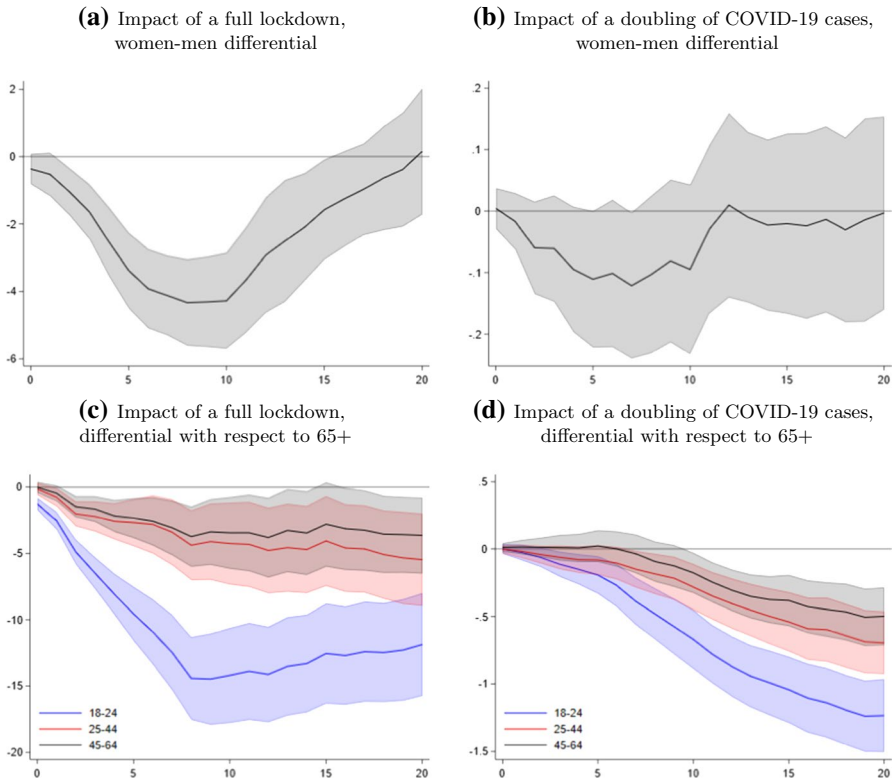 (a) Impact of a full lockdown,
women-men differential
2
0
-2
-4
-6
0 5 10 15 20
(b) Impact of a doubling of COVID-19 cases,
women-men differential
.2
.1
0
-.1
-.2
0 5 10 15 20
(c) Impact of a full lockdown,
differential with respect to 65+
0
-5
-10
-15
-20
18-24
25-44
45-64
0 5 10 15 20
(d) Impact of a doubling of COVID-19 cases,
differential with respect to 65+
.5
0
-.5
-1
-1.5
18-24
25-44
45-64
0 5 10 15 20